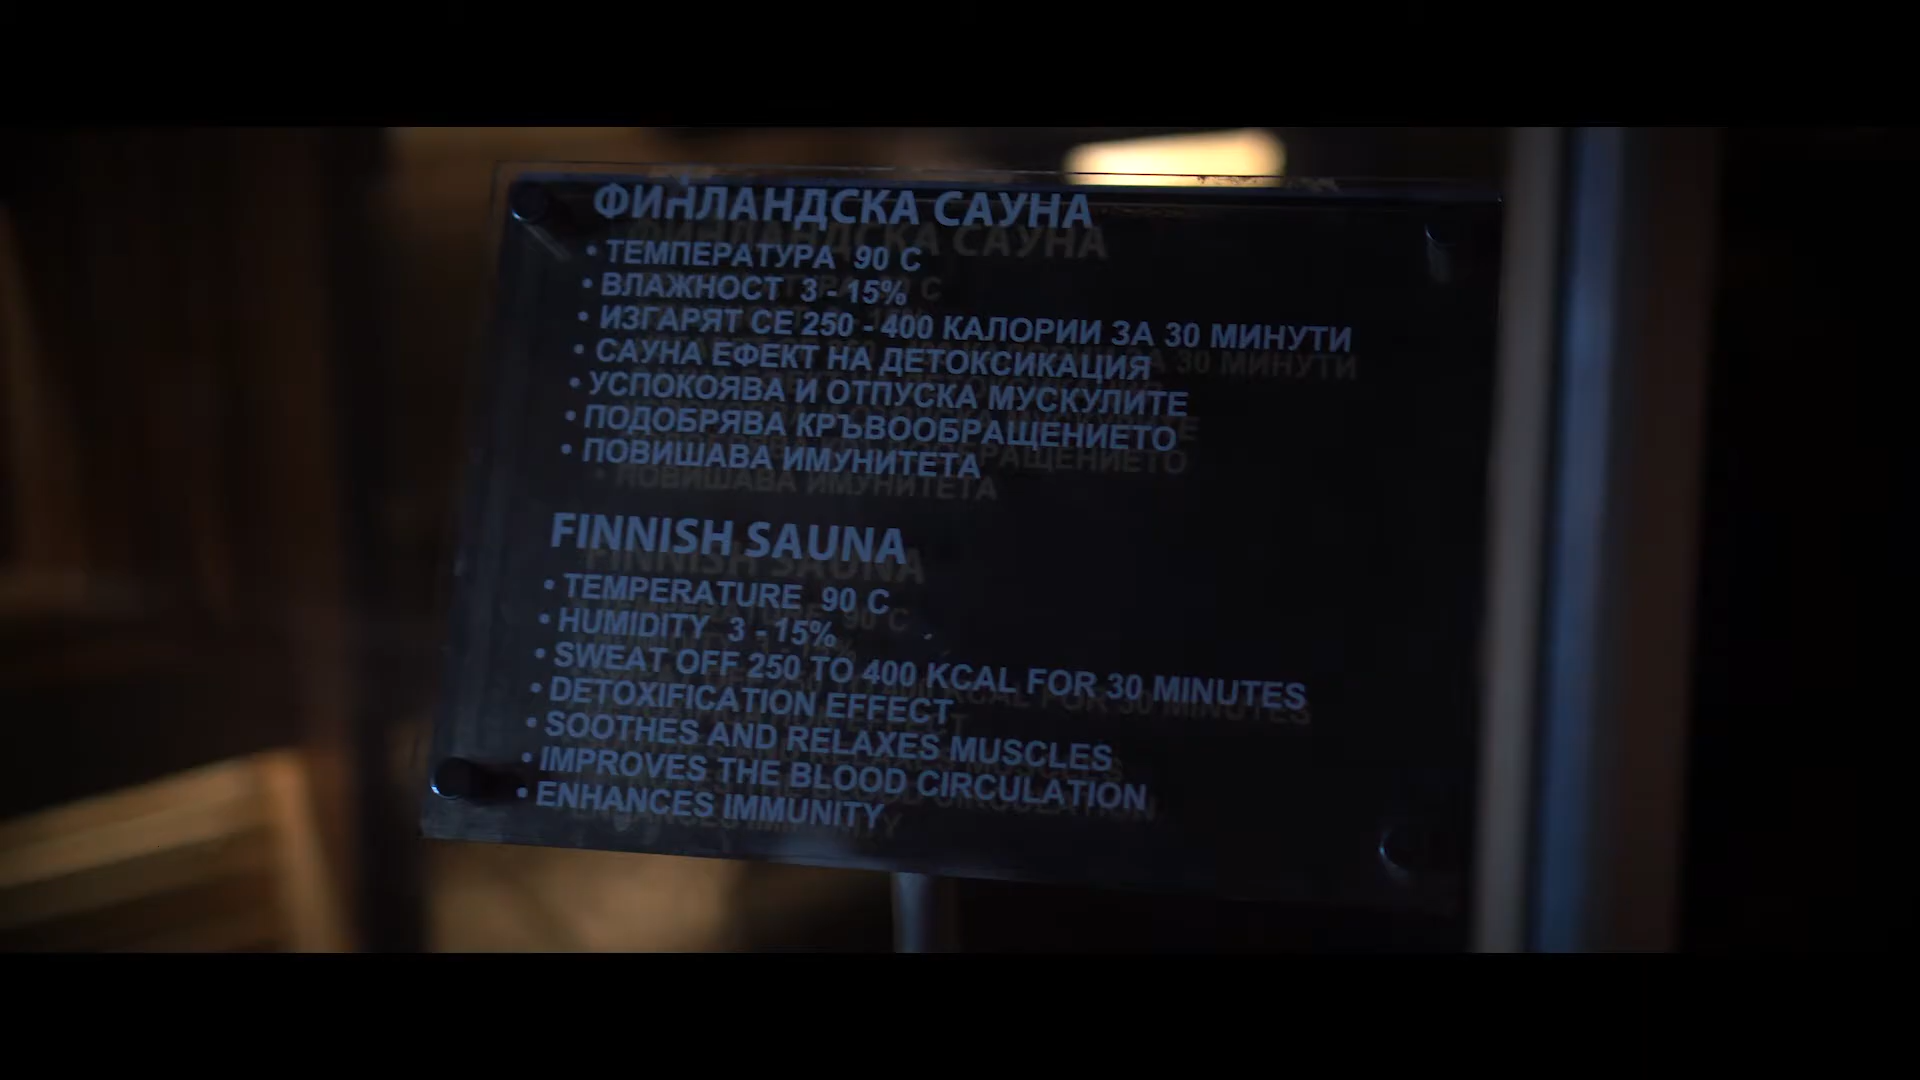 ФИНЛАНДСКА САУНА
• ТЕМПЕРАТУРА 90 C
• ВЛАЖНОСТ 3 - 15%
• ИЗГАРЯТ СЕ 250 - 400 КАЛОРИИ ЗА 30 МИНУТИ
• САУНА ЕФЕКТ НА ДЕТОКСИКАЦИЯ
• УСПОКОЯВА И ОТПУСКА МУСКУЛИТЕ
• ПОДОБРЯВА КРЪВООБРАЩЕНИЕТО
• ПОВИШАВА ИМУНИТЕТА
FINNISH SAUNA
• TEMPERATURE 90 C
• HUMIDITY 3 - 15%
• SWEAT OFF 250 TO 400 KCAL FOR 30 MINUTES
• DETOXIFICATION EFFECT
• SOOTHES AND RELAXES MUSCLES
• IMPROVES THE BLOOD CIRCULATION
• ENHANCES IMMUNITY